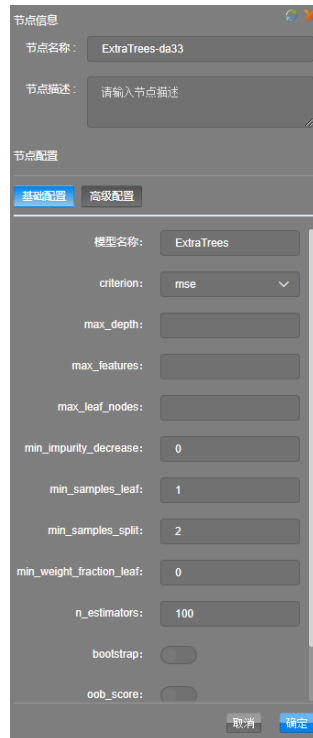 节点信息
节点名称： ExtraTrees-da33
节点描述： 请输入节点描述
节点配置
基础配置 高级配置
模型名称： ExtraTrees
criterion： mse
max_depth：
max_features：
max_leaf_nodes：
min_impurity_decrease： 0
min_samples_leaf： 1
min_samples_split： 2
min_weight_fraction_leaf： 0
n_estimators： 100
bootstrap：
oob_score：
取消 确定